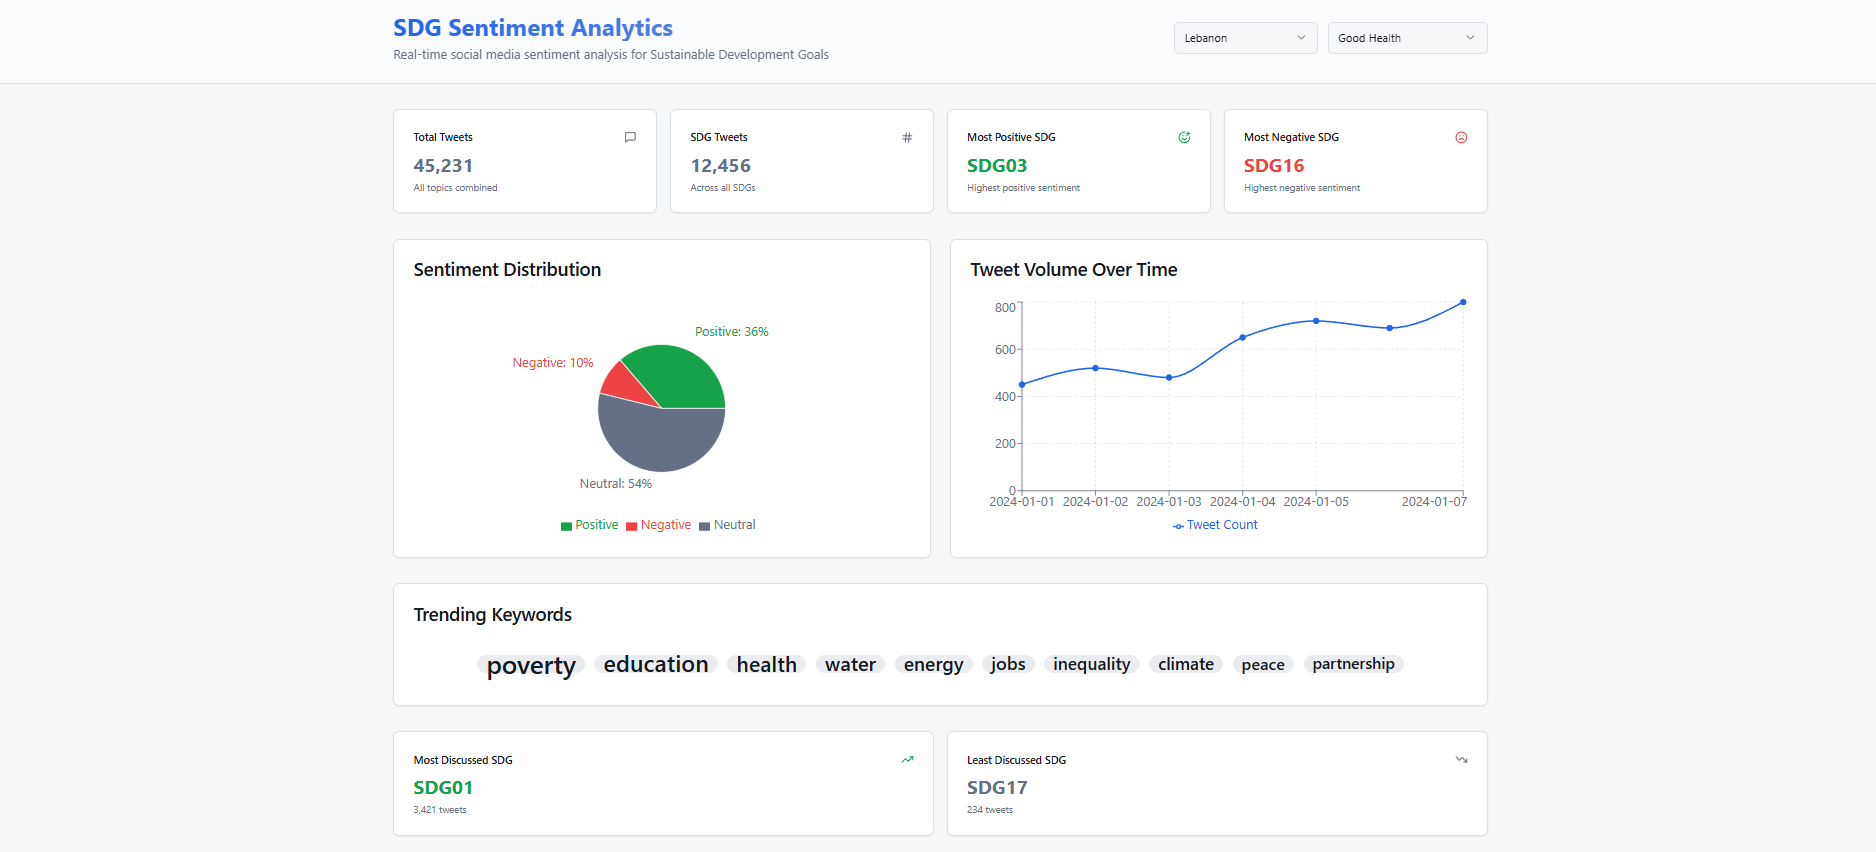 SDG Sentiment Analytics
Real-time social media sentiment analysis for Sustainable Development Goals
Lebanon
Good Health
Total Tweets
45,231
All topics combined
SDG Tweets
12,456
Across all SDGs
Most Positive SDG
SDG03
Highest positive sentiment
Most Negative SDG
SDG16
Highest negative sentiment
Sentiment Distribution
Positive: 36%
Negative: 10%
Neutral: 54%
Positive Negative Neutral
Tweet Volume Over Time
800
600
400
200
0
2024-01-01 2024-01-02 2024-01-03 2024-01-04 2024-01-05 2024-01-07
Tweet Count
Trending Keywords
poverty education health water energy jobs inequality climate peace partnership
Most Discussed SDG
SDG01
3,421 tweets
Least Discussed SDG
SDG17
234 tweets